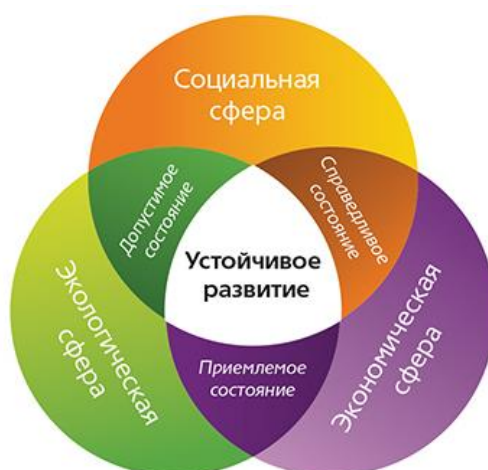 Социальная
сфера
Допустимое
состояние
Справедливое
состояние
Устойчивое
развитие
Экологическая
сфера
Приемлемое
состояние
Экономическая
сфера